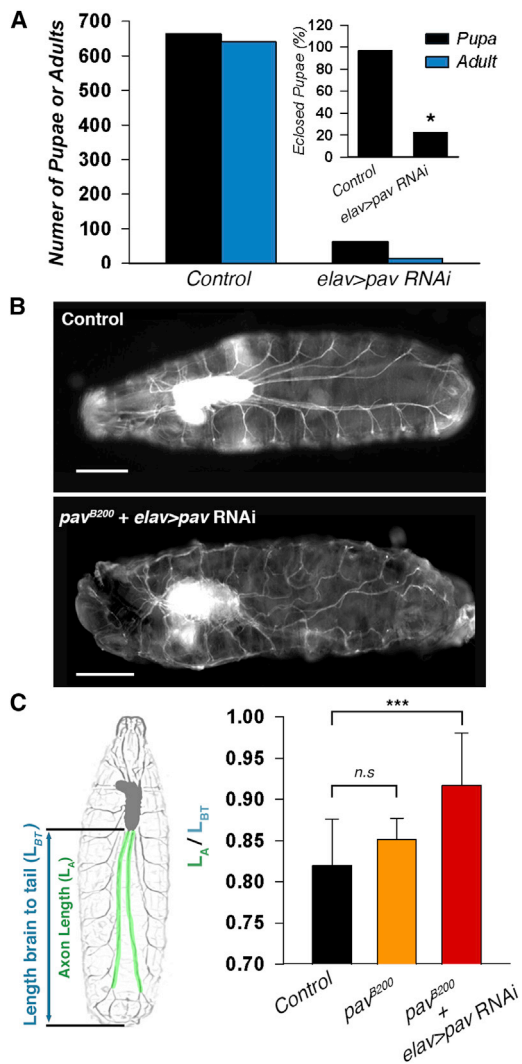 A
Numer of Pupae or Adults
700
600
500
400
300
200
100
0
Control
elav>pav RNAi
Eclosed Pupae (%)
120
100
80
60
40
20
0
*
Control
elav>pav RNAi
Pupa
Adult
B
Control
pavB200 + elav>pav RNAi
C
Length brain to tail (LBT)
Axon Length (LA)
LA / LBT
1.00
0.95
0.90
0.85
0.80
0.75
0.70
***
n.s
Control
pavB200
pavB200
+
elav>pav RNAi